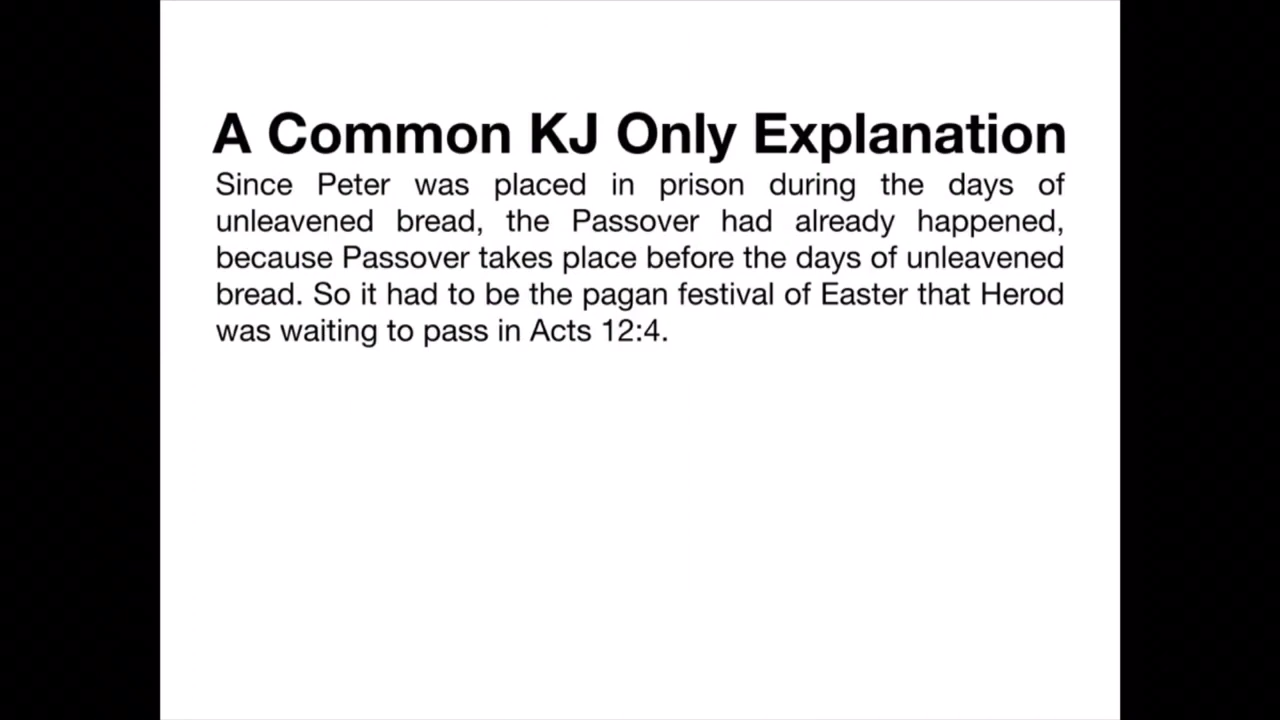 A Common KJ Only Explanation
Since Peter was placed in prison during the days of
unleavened bread, the Passover had already happened,
because Passover takes place before the days of unleavened
bread. So it had to be the pagan festival of Easter that Herod
was waiting to pass in Acts 12:4.